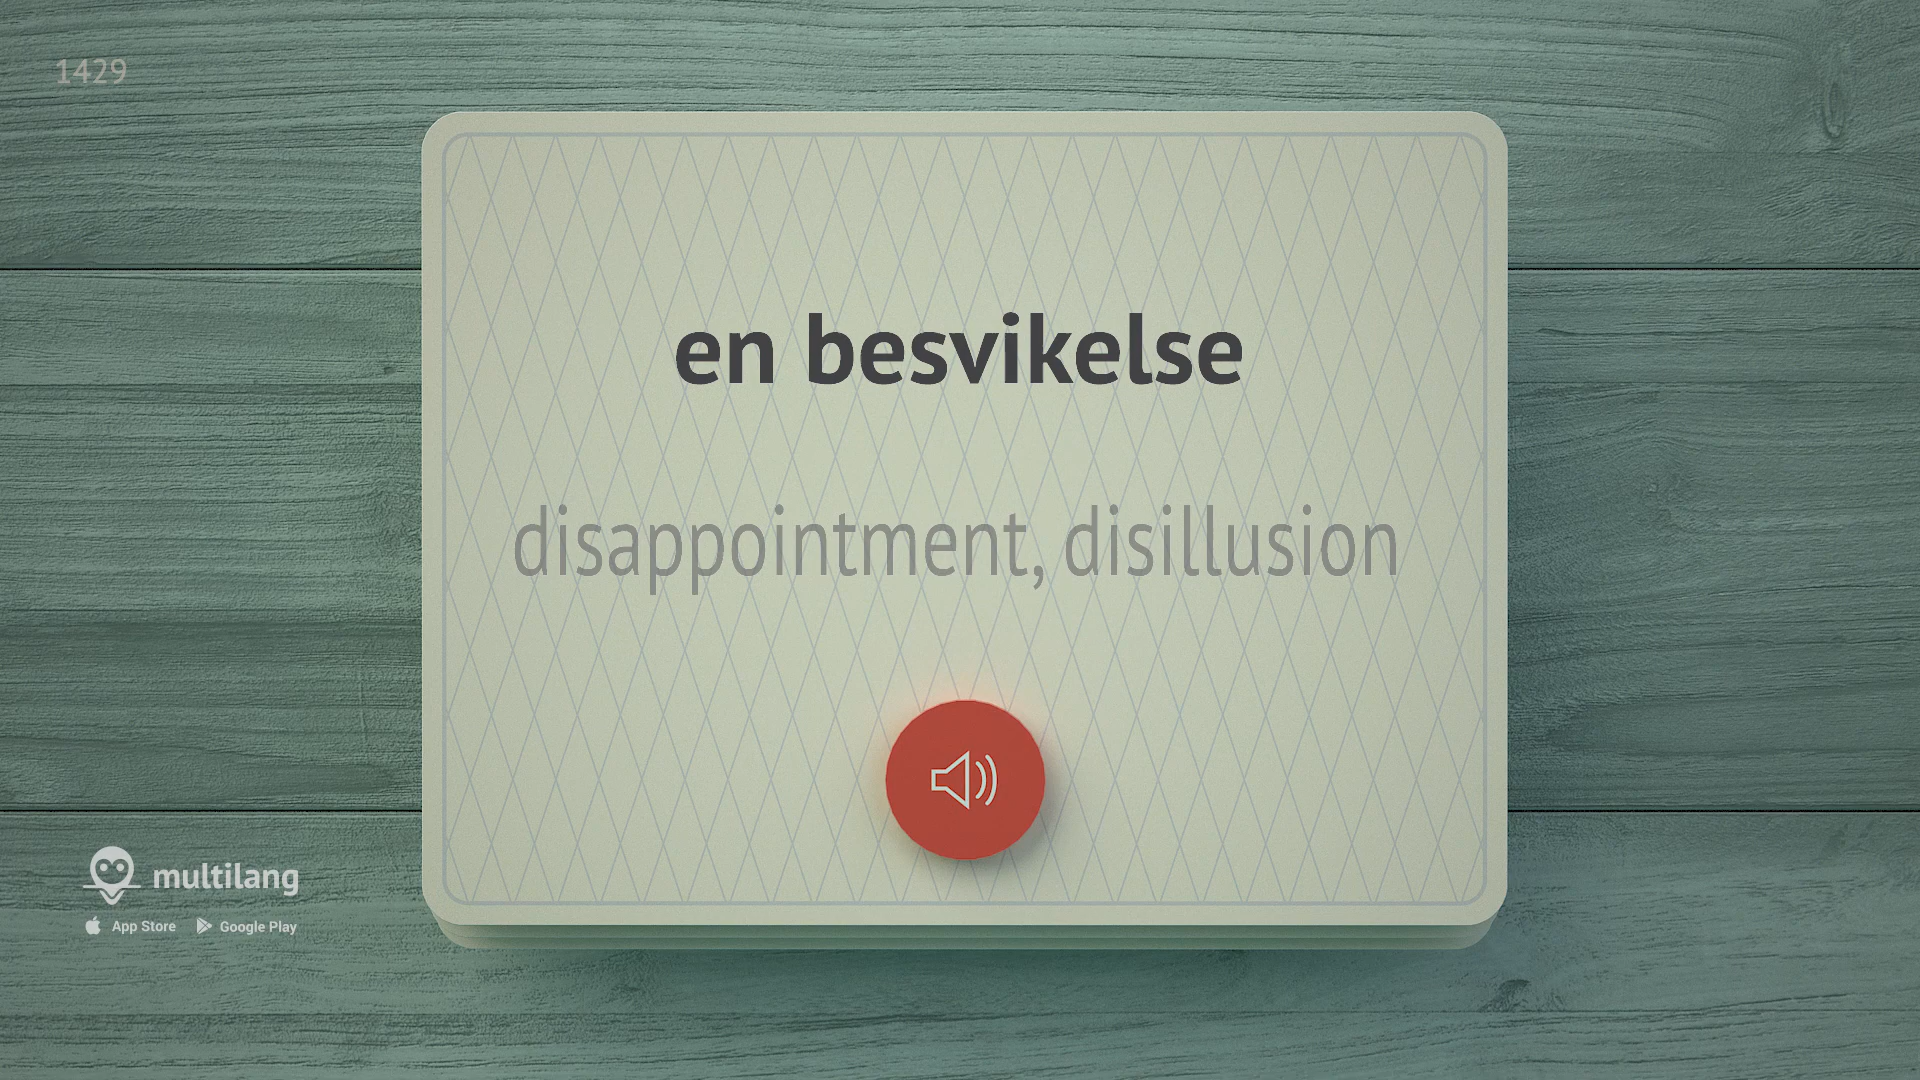 1429
en besvikelse
disappointment, disillusion
multilang
App Store Google Play